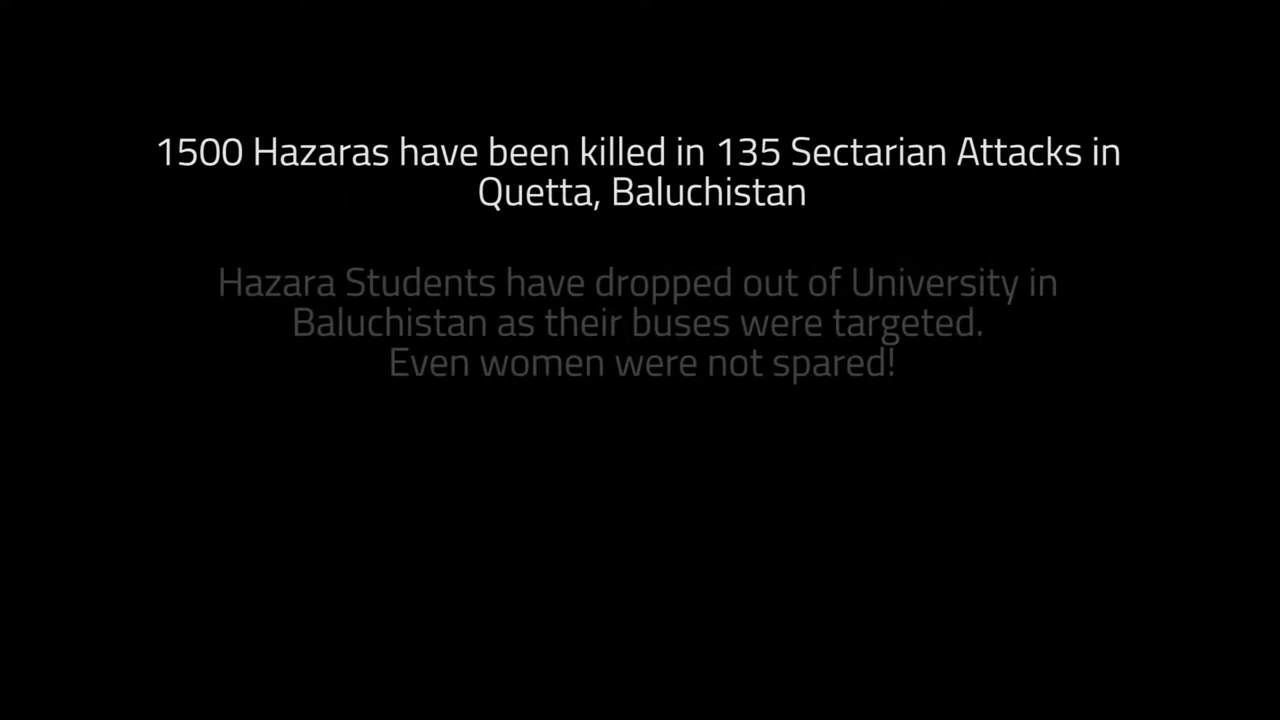 1500 Hazaras have been killed in 135 Sectarian Attacks in
Quetta, Baluchistan
Hazara Students have dropped out of University in
Baluchistan as their buses were targeted.
Even women were not spared!